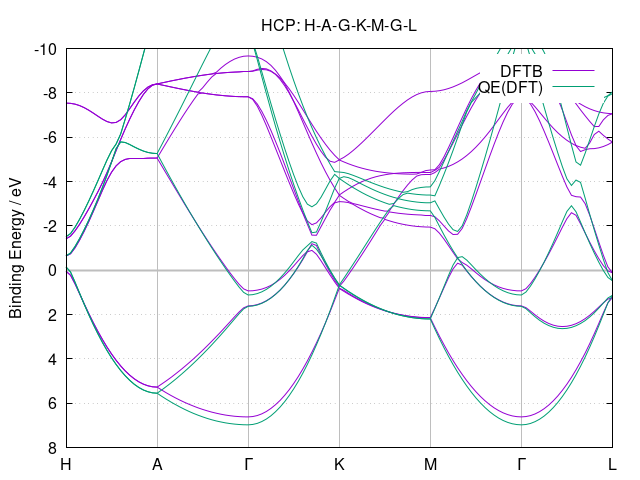 HCP: H-A-G-K-M-G-L
-10
-8
-6
-4
-2
0
2
4
6
8
Binding Energy / eV
DFTB
QE(DFT)
H A Γ K M Γ L